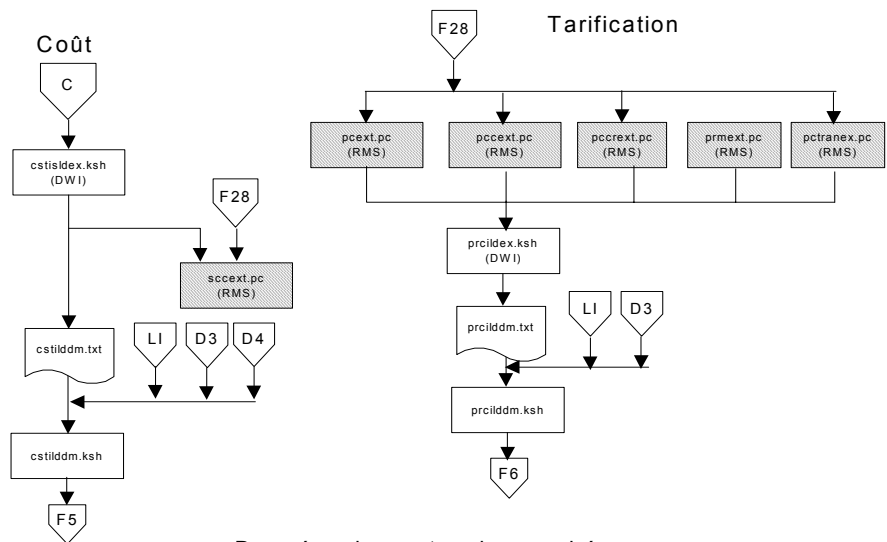 Coût
C
cstisldex.ksh
(DWI)
F28
sccext.pc
(RMS)
cstilddm.txt
LI
D3
D4
cstilddm.ksh
F5
F28
Tarification
pcext.pc
(RMS)
pccext.pc
(RMS)
pccrext.pc
(RMS)
prmext.pc
(RMS)
pctranex.pc
(RMS)
prcildex.ksh
(DWI)
prcilddm.txt
LI
D3
prcilddm.ksh
F6